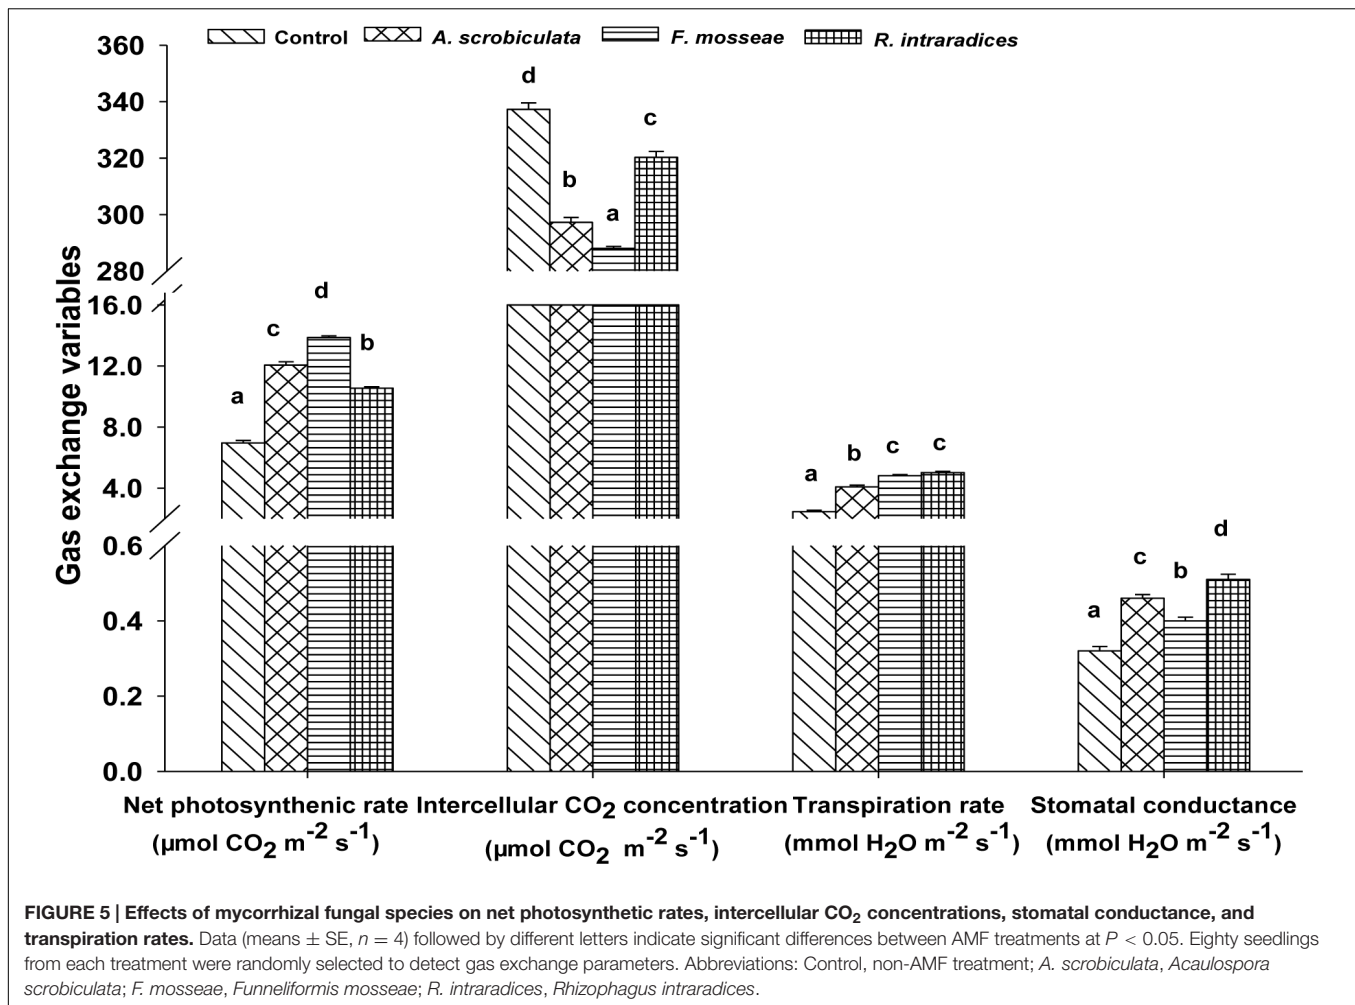 Control A. scrobiculata F. mosseae R. intraradices
360
340
320
300
280
16.0
12.0
8.0
4.0
0.6
0.4
0.2
0.0
Gas exchange variables
a c d b
d b a c
a b c c
a c b d
Net photosynthenic rate Intercellular CO2 concentration Transpiration rate Stomatal conductance
(µmol CO2 m-2 s-1) (µmol CO2 m-2 s-1) (mmol H2O m-2 s-1) (mmol H2O m-2 s-1)
FIGURE 5 | Effects of mycorrhizal fungal species on net photosynthetic rates, intercellular CO2 concentrations, stomatal conductance, and
transpiration rates. Data (means ± SE, n = 4) followed by different letters indicate significant differences between AMF treatments at P < 0.05. Eighty seedlings
from each treatment were randomly selected to detect gas exchange parameters. Abbreviations: Control, non-AMF treatment; A. scrobiculata, Acaulospora
scrobiculata; F. mosseae, Funneliformis mosseae; R. intraradices, Rhizophagus intraradices.